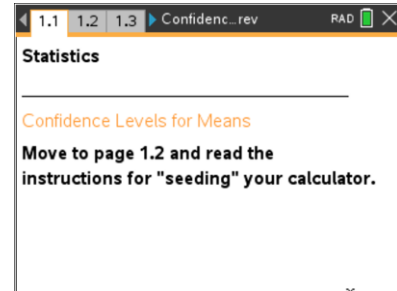 1.1 1.2 1.3 Confidenc...rev RAD
Statistics
Confidence Levels for Means
Move to page 1.2 and read the
instructions for "seeding" your calculator.